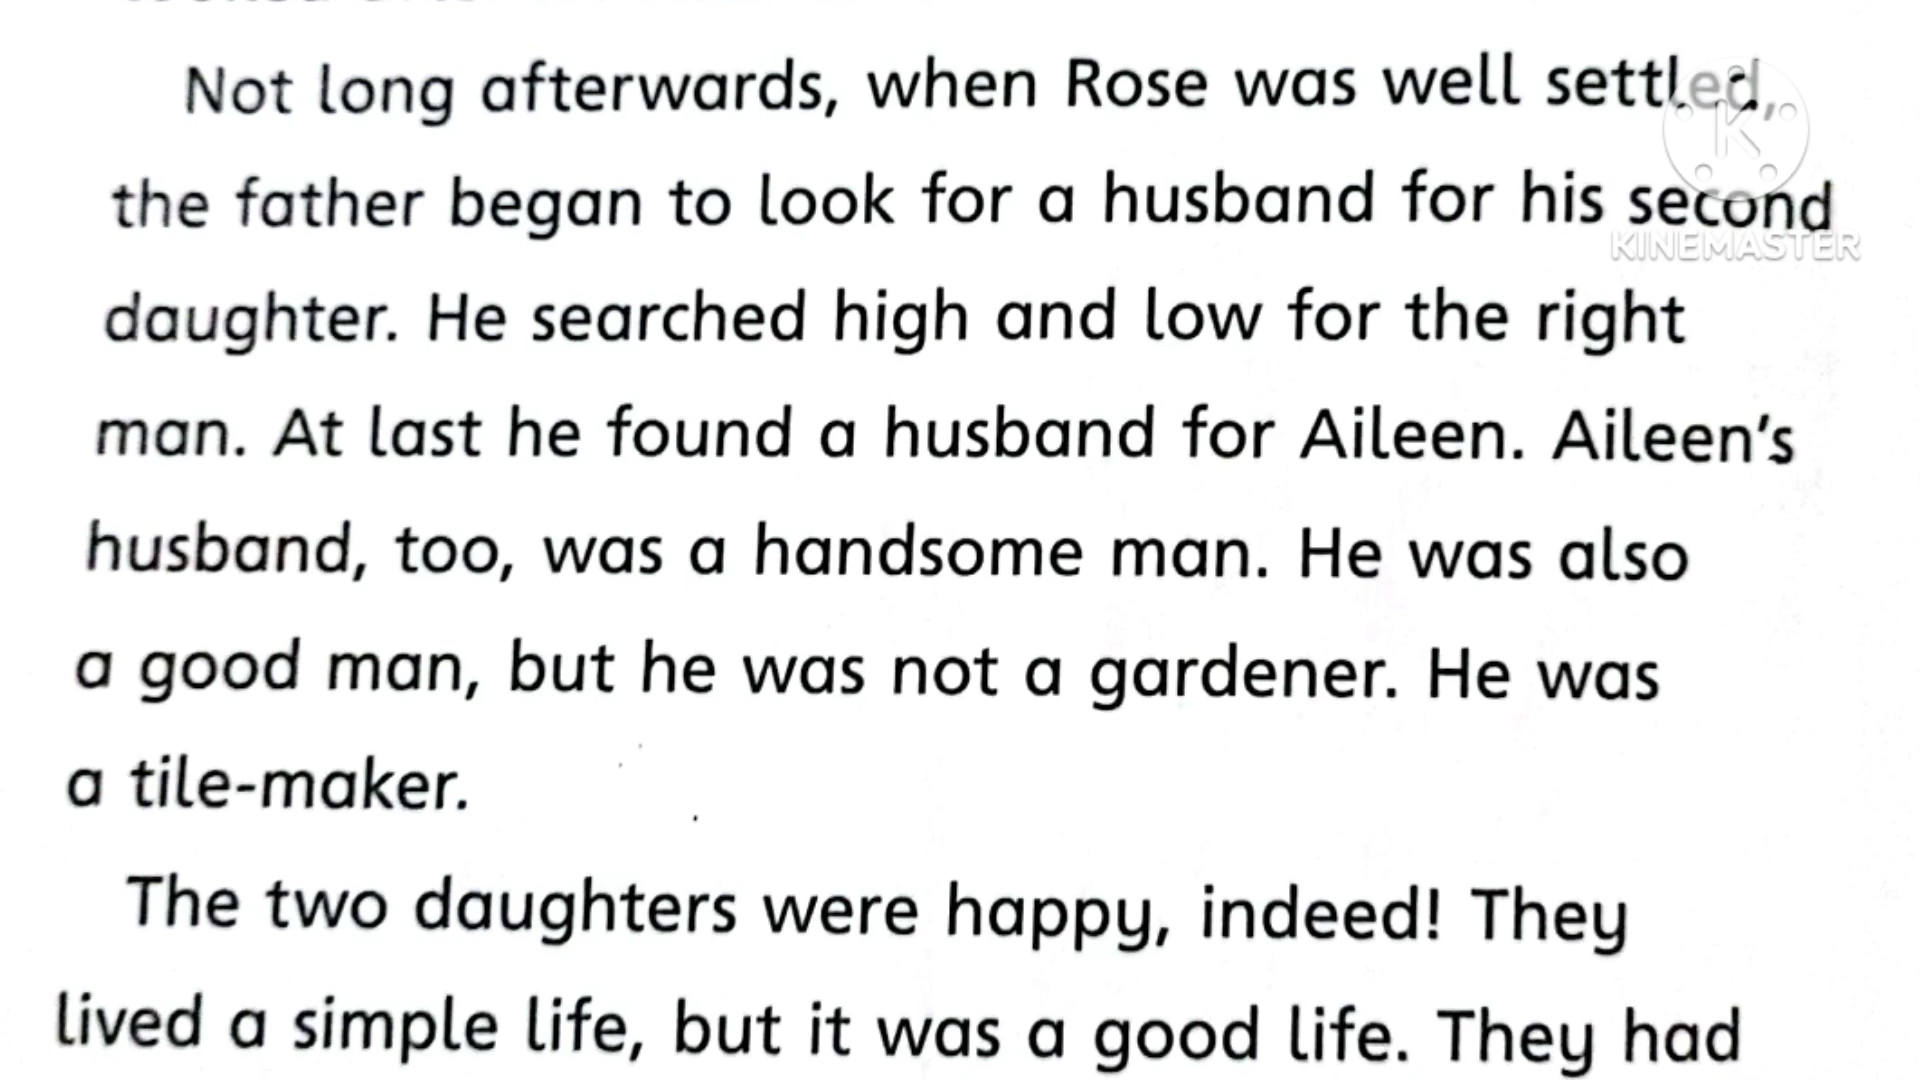 Not long afterwards, when Rose was well settled,
the father began to look for a husband for his second
KINEMASTER
daughter. He searched high and low for the right
man. At last he found a husband for Aileen. Aileen's
husband, too, was a handsome man. He was also
a good man, but he was not a gardener. He was
a tile-maker.
The two daughters were happy, indeed! They
lived a simple life, but it was a good life. They had